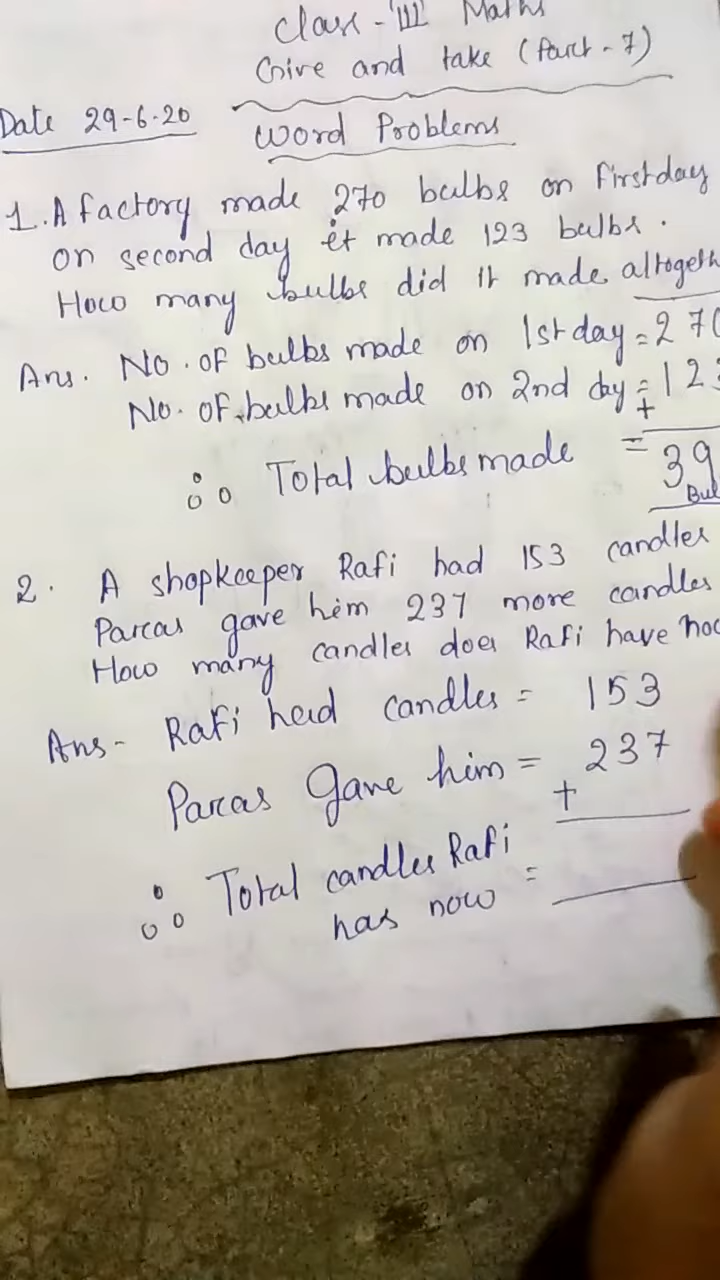 Class - III Maths
Give and take (Part - 7)
Date 29-6-20
Word Problems
1. A factory made 270 bulbs on first day
on second day it made 123 bulbs.
How many bulbs did it made altogeth
Ans. No. of bulbs made on 1st day = 270
No. of bulbs made on 2nd day = 123
+
∴ Total bulbs made = 39
Bul
2. A shopkeeper Rafi had 153 candles
Paras gave him 237 more candles
How many candles does Rafi have now
Ans - Rafi had candles = 153
Paras gave him = 237
+
∴ Total candles Rafi
has now =